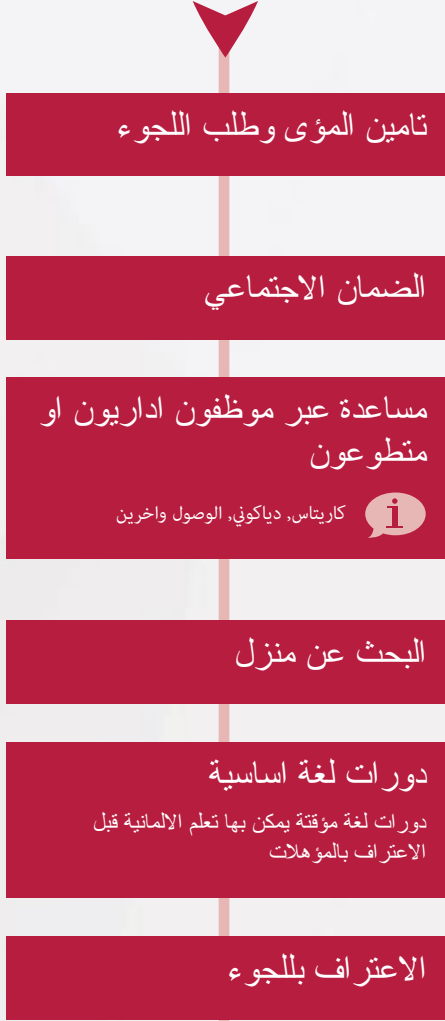 تامين المؤى وطلب اللجوء
الضمان الاجتماعي
مساعدة عبر موظفون اداريون او
متطوعون
كاريتاس, دياكوني, الوصول واخرين
i
البحث عن منزل
دورات لغة اساسية
دورات لغة مؤقتة يمكن بها تعلم الالمانية قبل
الاعتراف بالمؤهلات
الاعتراف بللجوء